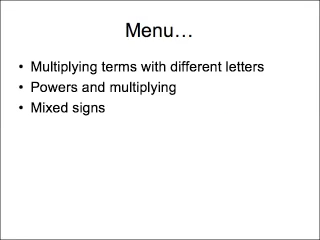 Menu…
• Multiplying terms with different letters
• Powers and multiplying
• Mixed signs